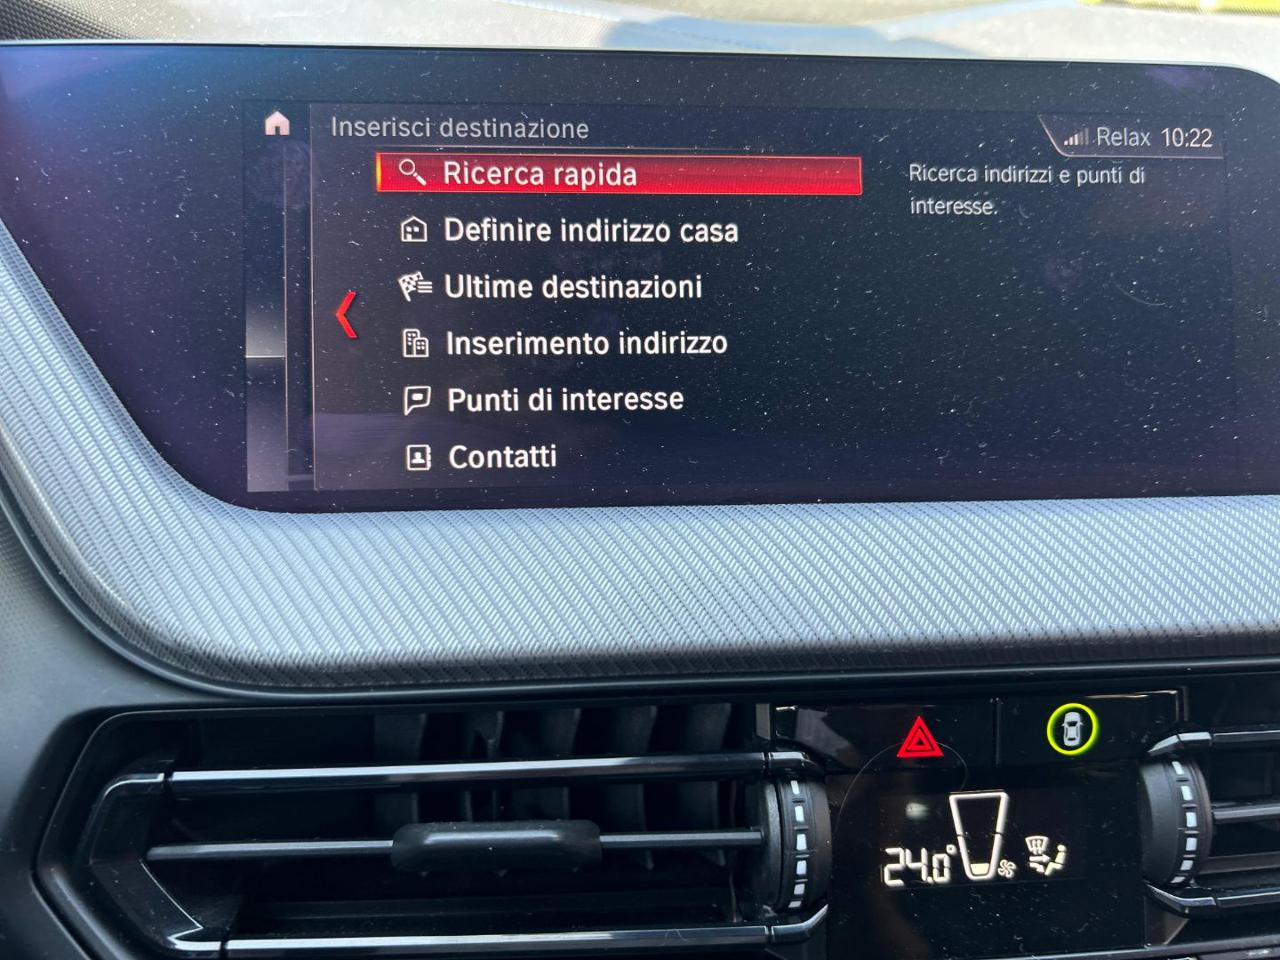 Inserisci destinazione
Relax 10:22
Ricerca rapida
Ricerca indirizzi e punti di
interesse.
Definire indirizzo casa
Ultime destinazioni
Inserimento indirizzo
Punti di interesse
Contatti
24.0°